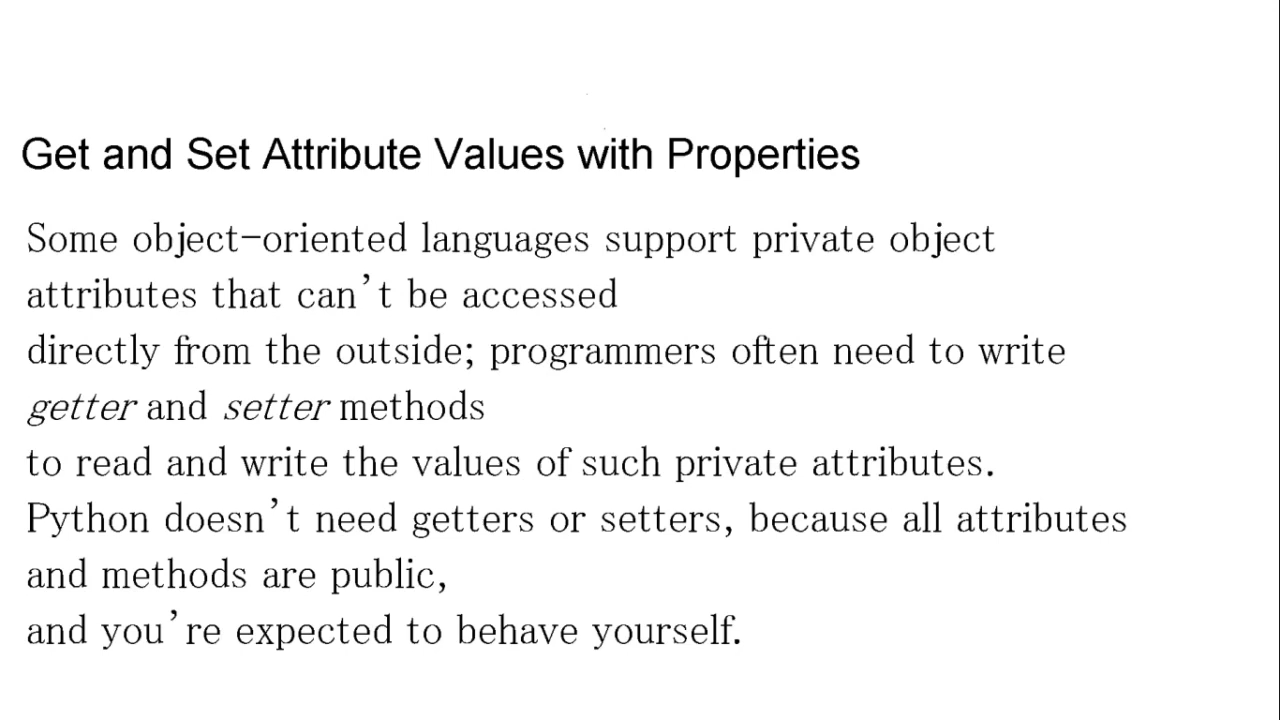 Get and Set Attribute Values with Properties
Some object-oriented languages support private object
attributes that can't be accessed
directly from the outside; programmers often need to write
getter and setter methods
to read and write the values of such private attributes.
Python doesn't need getters or setters, because all attributes
and methods are public,
and you're expected to behave yourself.